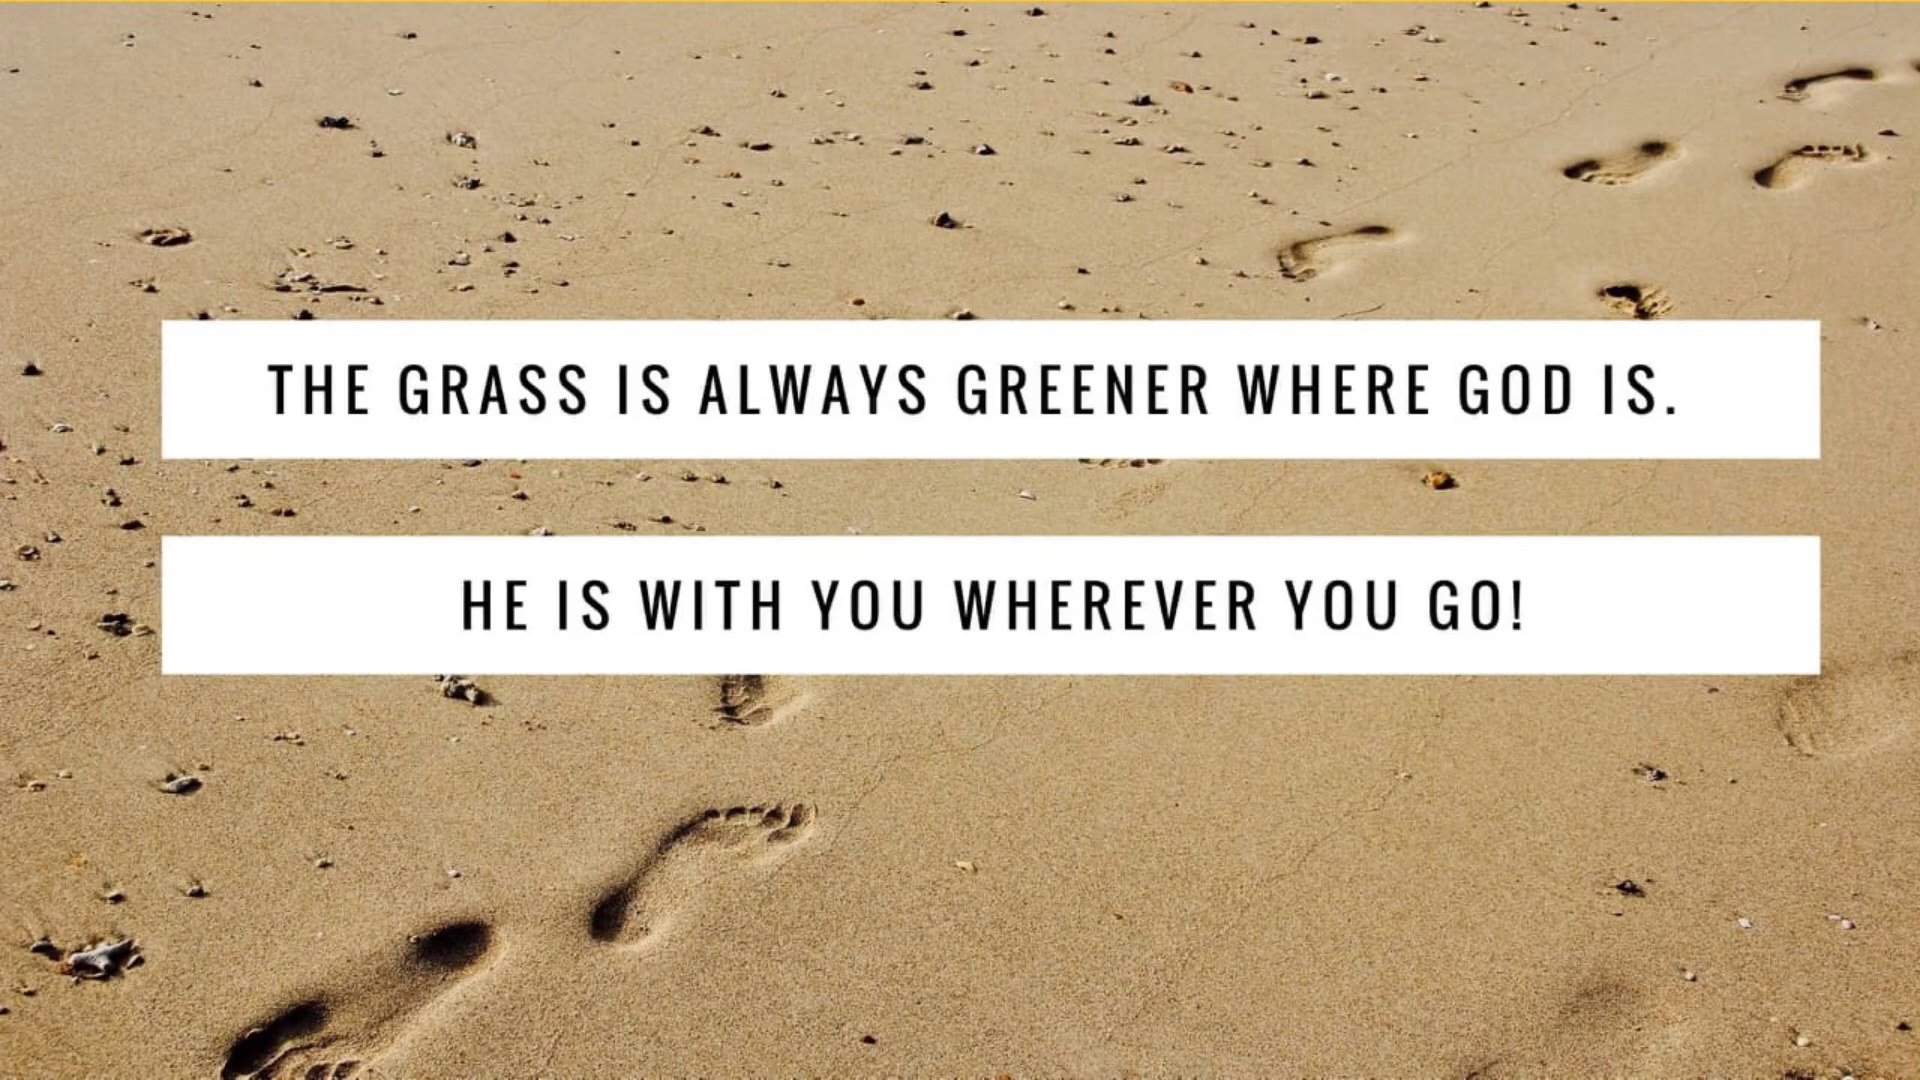 THE GRASS IS ALWAYS GREENER WHERE GOD IS.
HE IS WITH YOU WHEREVER YOU GO!